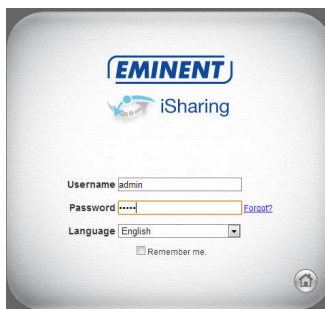 EMINENT
iSharing
Username admin
Password •••••
Forgot?
Language English
Remember me.